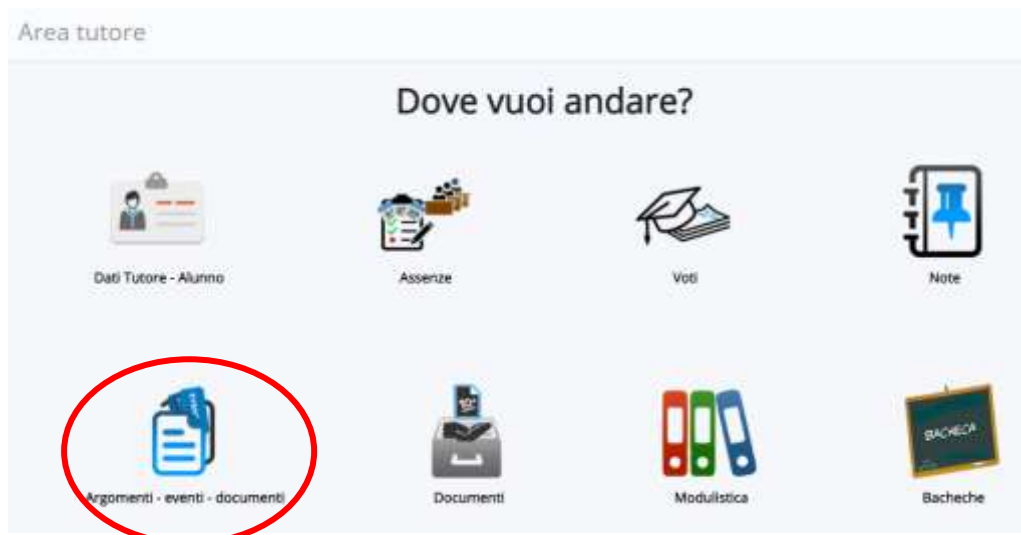 Area tutore
Dove vuoi andare?
Dati Tutore - Alunno
Assenze
Voti
Note
BACHECA
Argomenti - eventi - documenti
Documenti
Modulistica
Bacheche